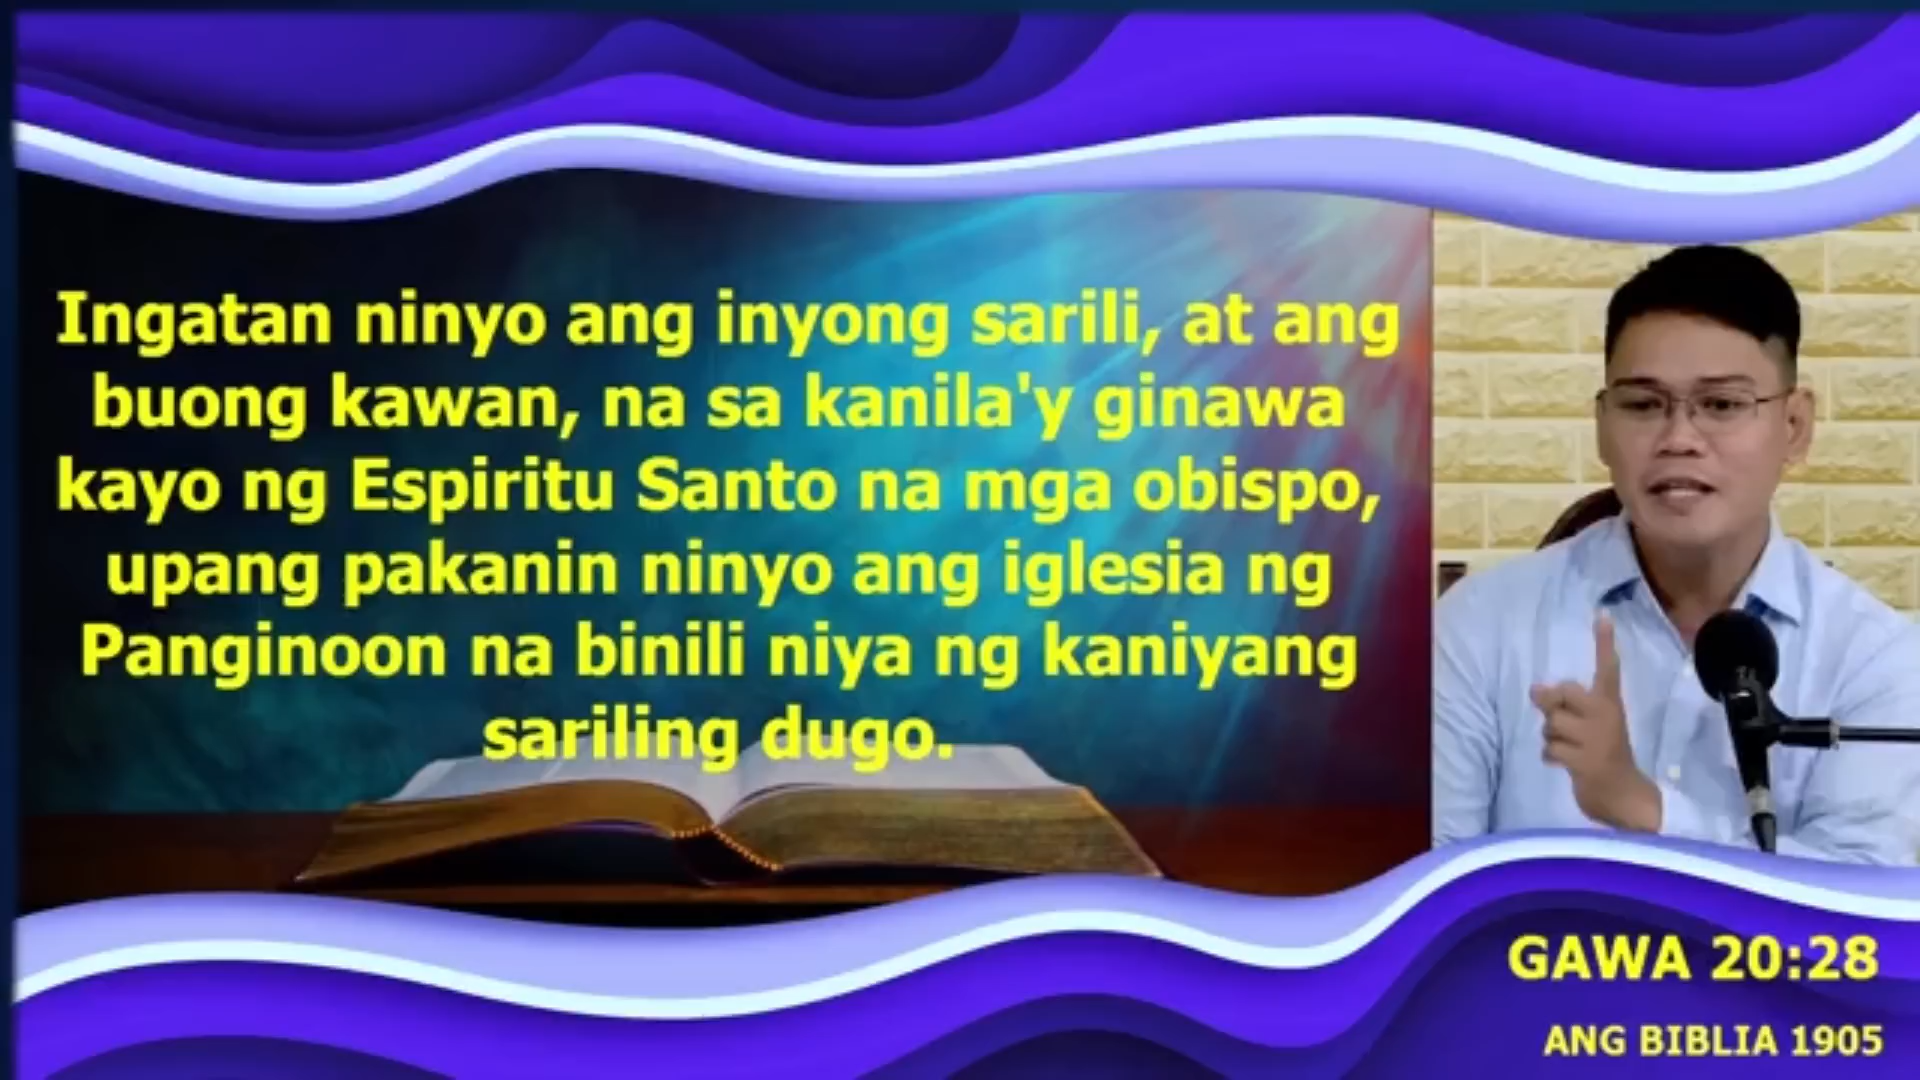 Ingatan ninyo ang inyong sarili, at ang
buong kawan, na sa kanila'y ginawa
kayo ng Espiritu Santo na mga obispo,
upang pakanin ninyo ang iglesia ng
Panginoon na binili niya ng kaniyang
sariling dugo.
GAWA 20:28
ANG BIBLIA 1905